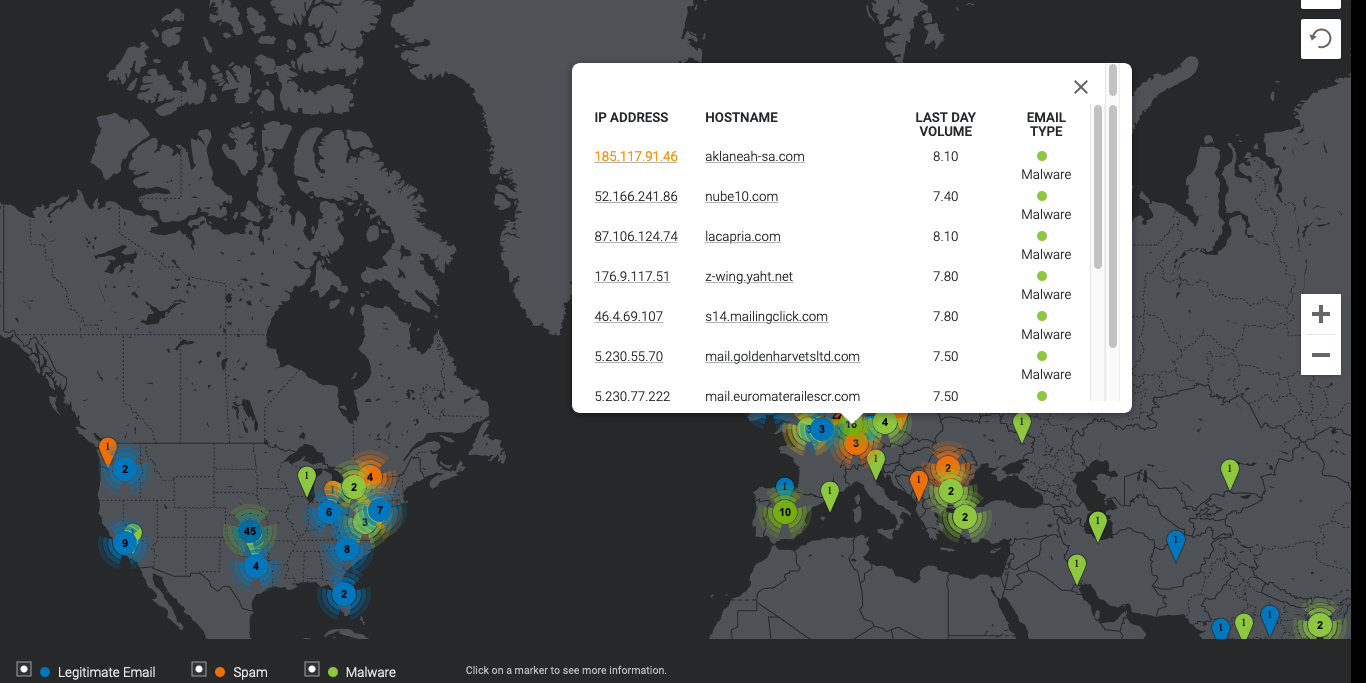 IP ADDRESS HOSTNAME LAST DAY VOLUME EMAIL TYPE
185.117.91.46 aklaneah-sa.com 8.10 Malware
52.166.241.86 nube10.com 7.40 Malware
87.106.124.74 lacapria.com 8.10 Malware
176.9.117.51 z-wing.yaht.net 7.80 Malware
46.4.69.107 s14.mailingclick.com 7.80 Malware
5.230.55.70 mail.goldenharvetsltd.com 7.50 Malware
5.230.77.222 mail.euromaterailescr.com 7.50
3 3 4
1 3 1
1 2 1 4 1 2
1 1 2 1 1
2 1 2
6 7 1 10 2 1
45 3
9 8 1
4 1
2 1 1 1 2
Legitimate Email Spam Malware Click on a marker to see more information.